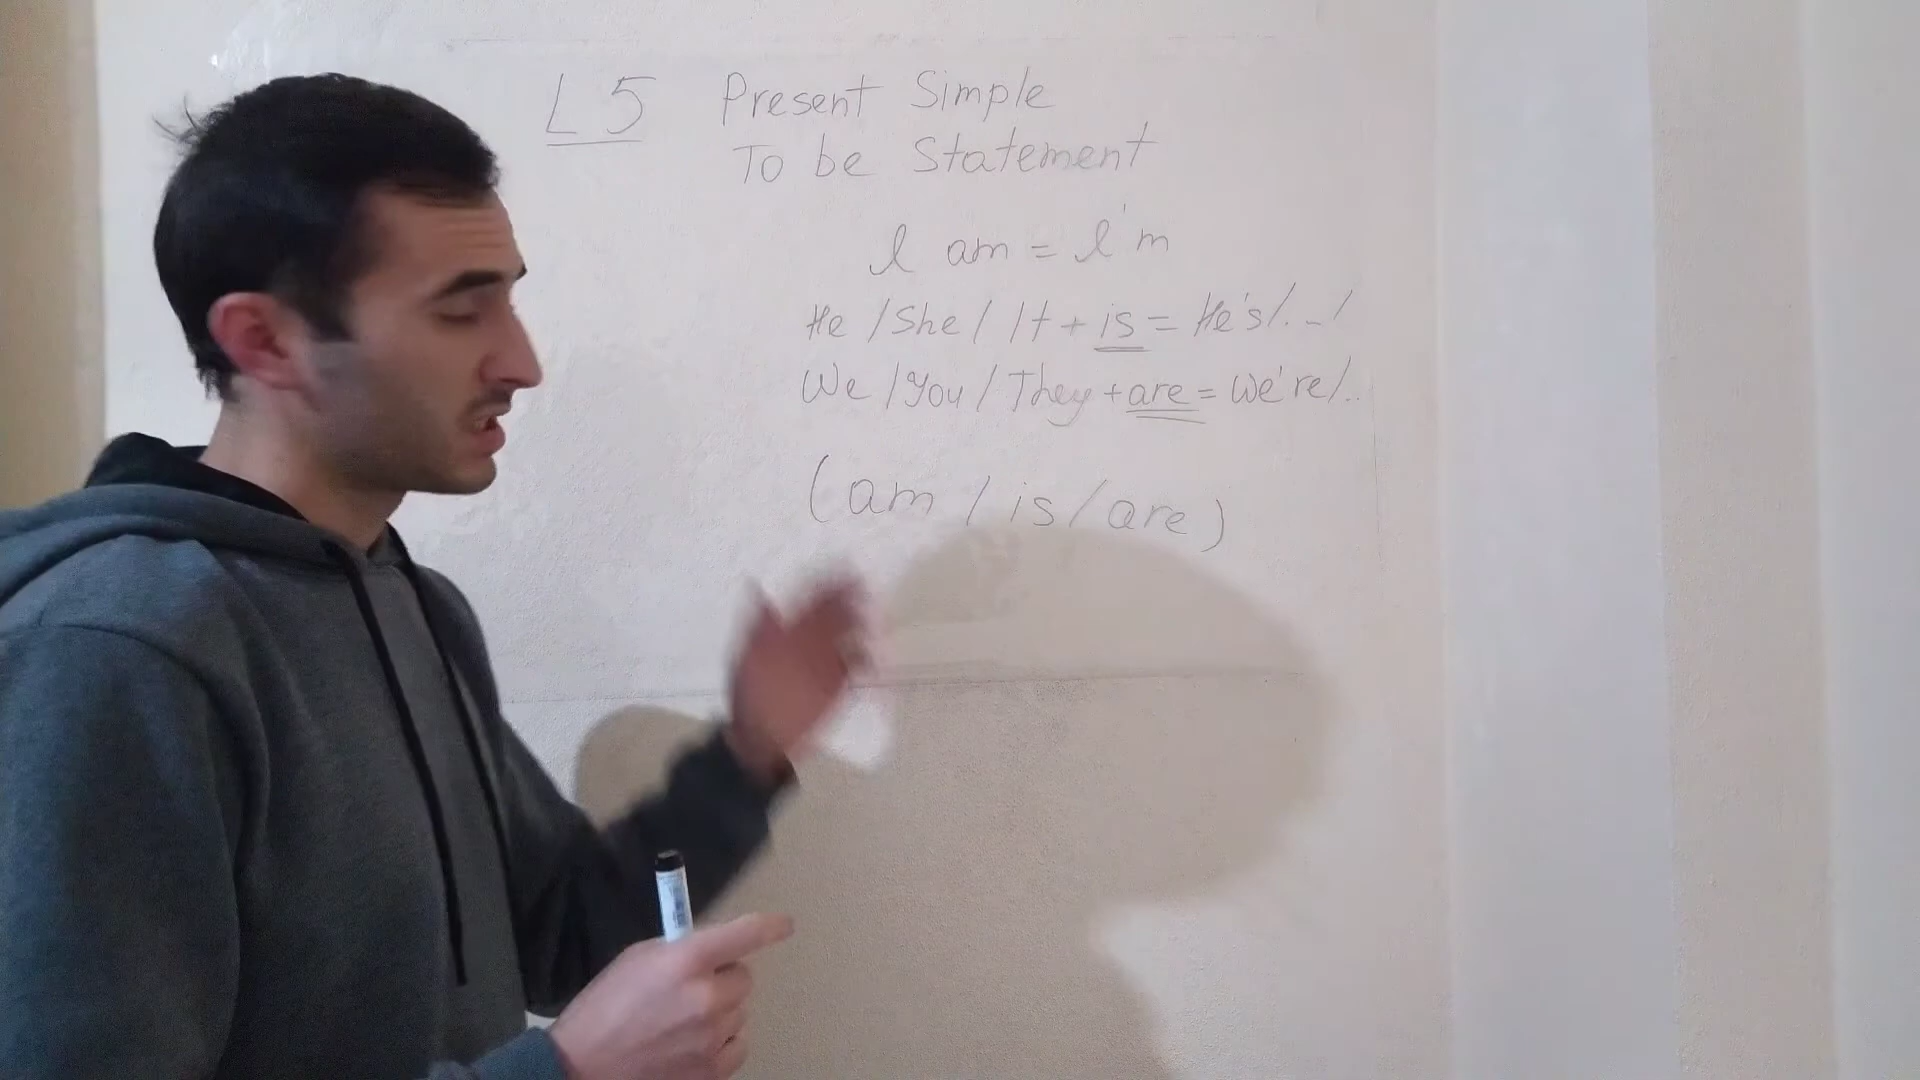 L 5 Present Simple
To be Statement
I am = I'm
He / She / It + is = He's / . . /
We / You / They + are = We're / . .
(am / is / are)